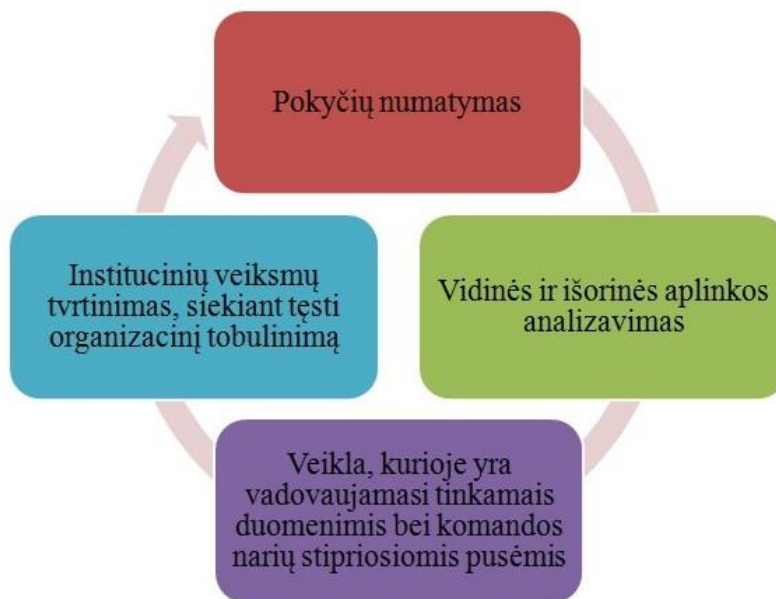 Pokyčių numatymas
Vidinės ir išorinės aplinkos
analizavimas
Veikla, kurioje yra
vadovaujamasi tinkamais
duomenimis bei komandos
narių stipriosiomis pusėmis
Institucinių veiksmų
tvrtinimas, siekiant tęsti
organizacinį tobulinimą